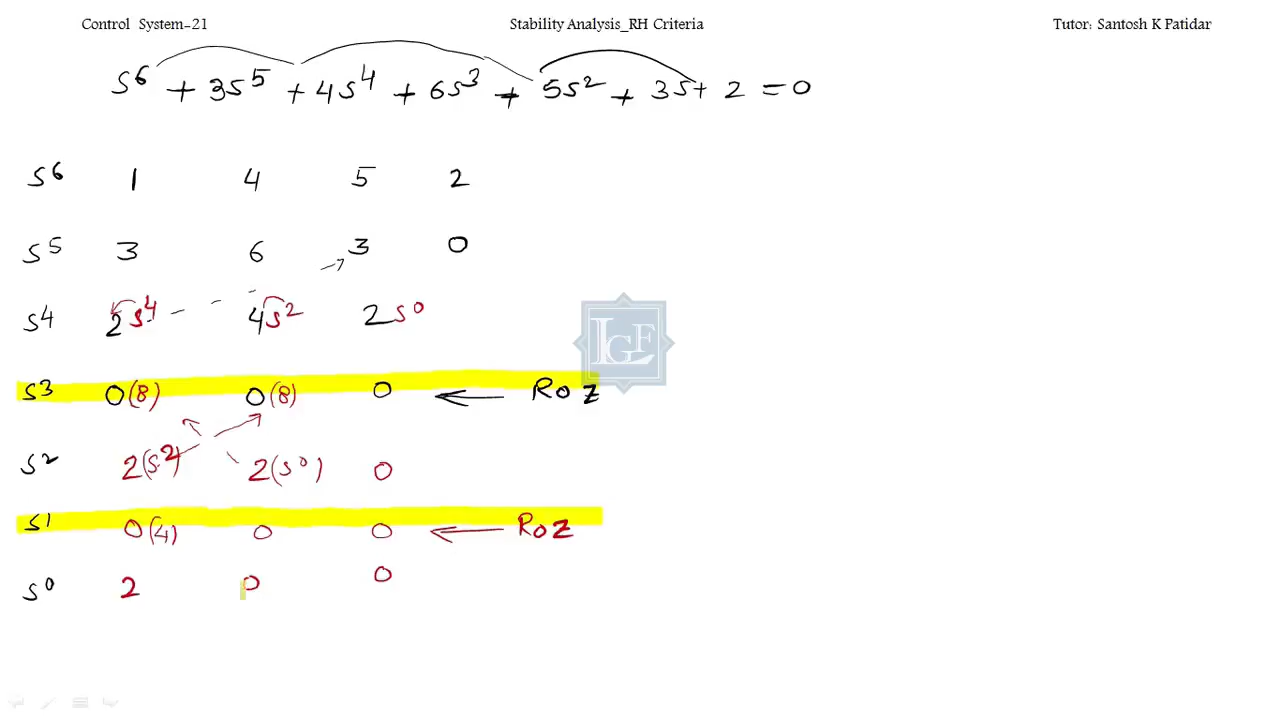 Control System-21 Stability Analysis_RH Criteria Tutor: Santosh K Patidar
s⁶ + 3s⁵ + 4s⁴ + 6s³ + 5s² + 3s + 2 = 0
s⁶ 1 4 5 2
s⁵ 3 6 3 0
s⁴ 2s⁴ 4s² 2s⁰
s³ 0(8) 0(8) 0 ← ROZ
s² 2(s²) 2(s⁰) 0
s¹ 0(4) 0 0 ← ROZ
s⁰ 2 0 0
LGF